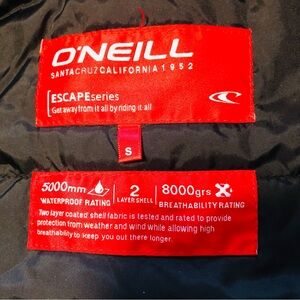 O'NEILL
SANTA CRUZ CALIFORNIA 1952
[ESCAPEseries
Get away from it all by riding it all
S
5000mm 2 8000grs
WATERPROOF RATING LAYER SHELL BREATHABILITY RATING
Two layer coated shell fabric is tested and rated to provide
protection from weather and wind while allowing high
breathability to keep you out there longer.